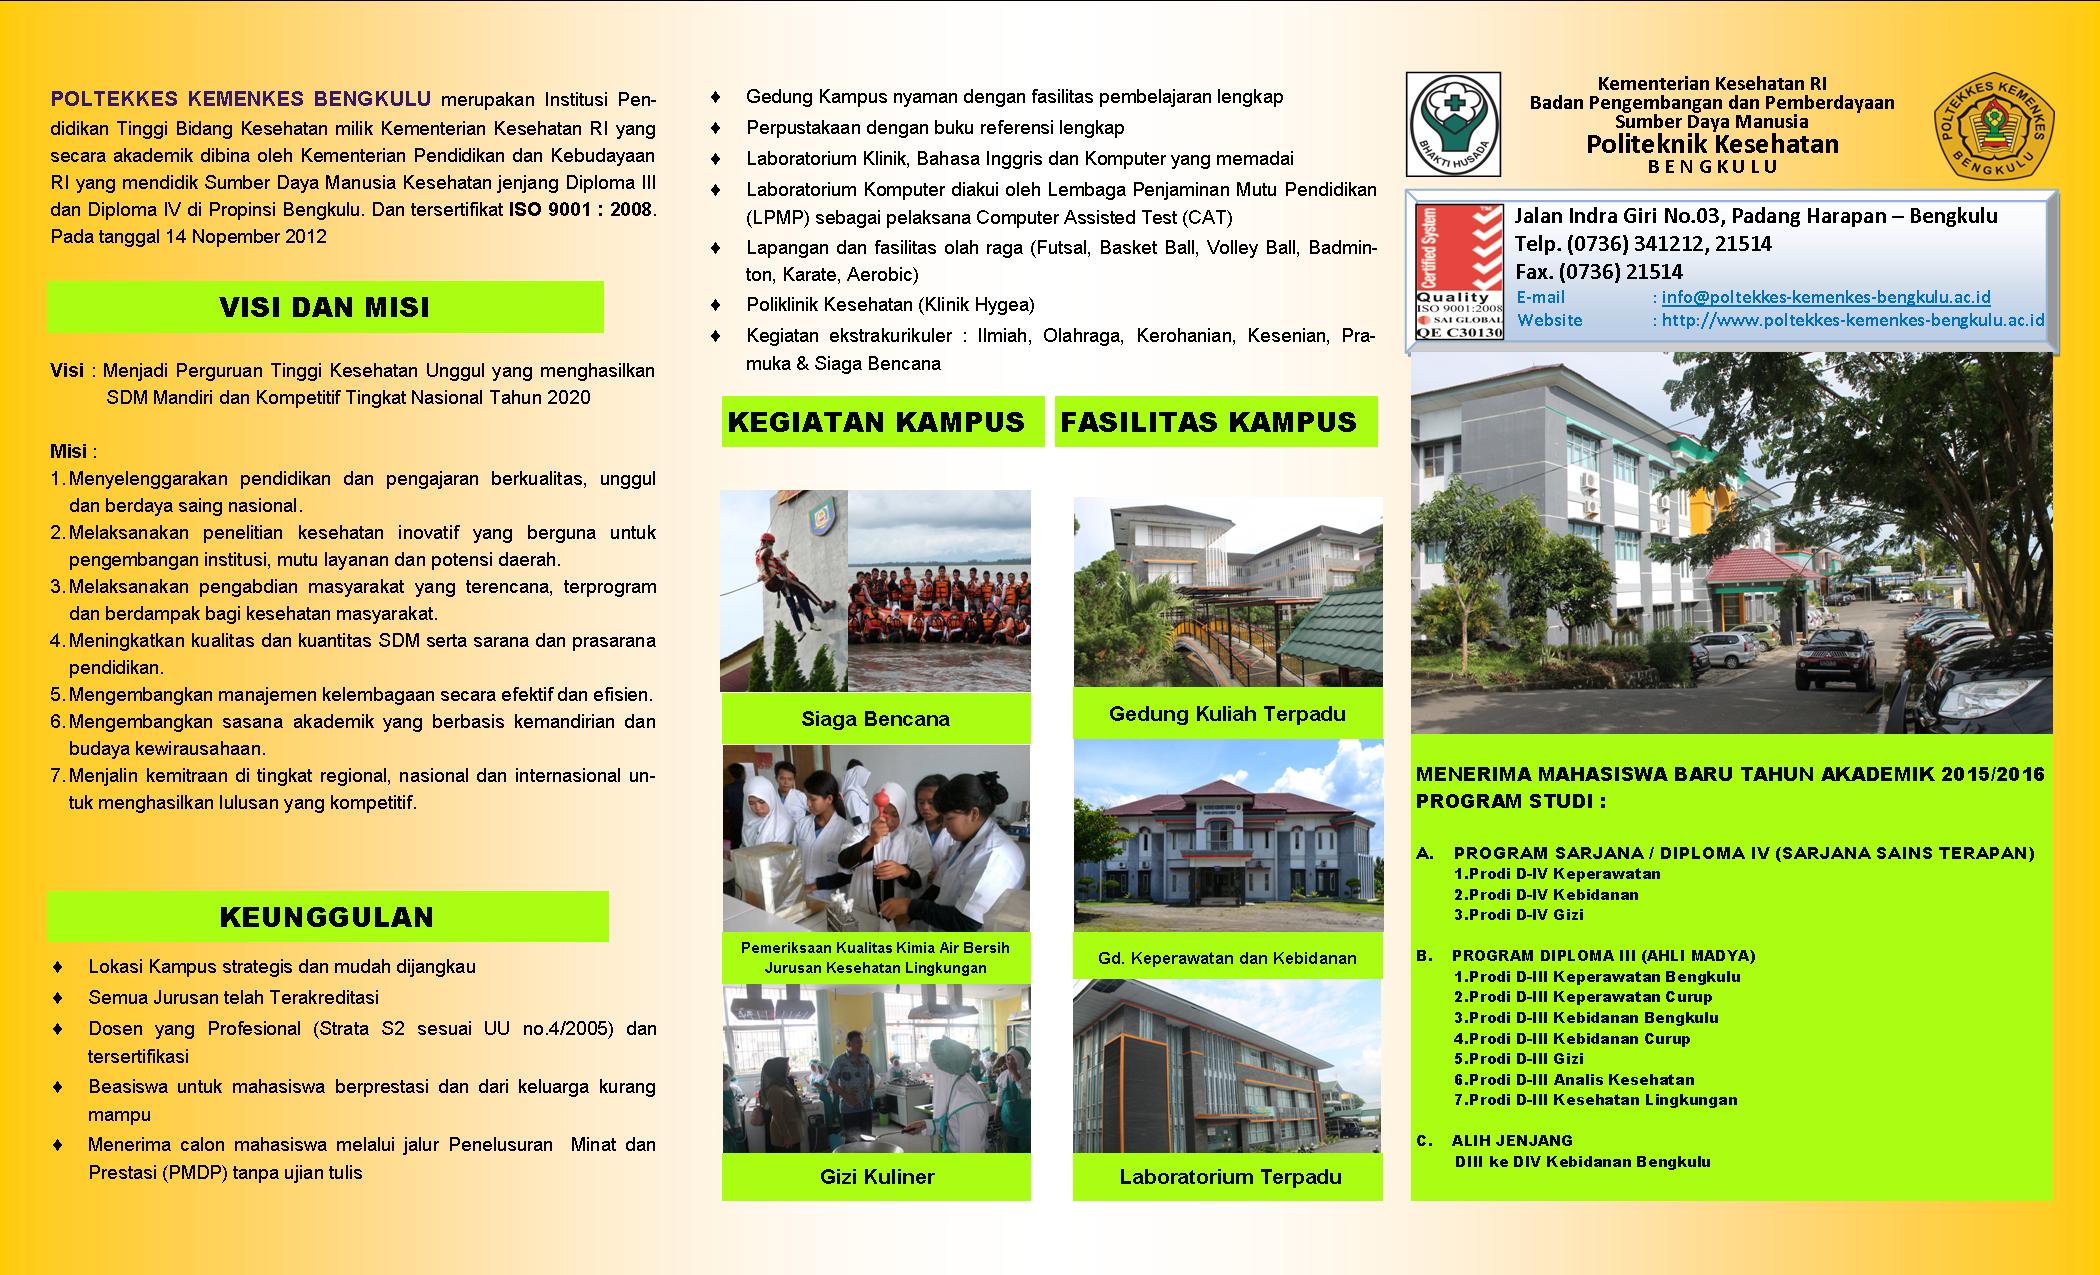 POLTEKKES KEMENKES BENGKULU merupakan Institusi Pen-
didikan Tinggi Bidang Kesehatan milik Kementerian Kesehatan RI yang
secara akademik dibina oleh Kementerian Pendidikan dan Kebudayaan
RI yang mendidik Sumber Daya Manusia Kesehatan jenjang Diploma III
dan Diploma IV di Propinsi Bengkulu. Dan tersertifikat ISO 9001 : 2008.
Pada tanggal 14 Nopember 2012
VISI DAN MISI
Visi : Menjadi Perguruan Tinggi Kesehatan Unggul yang menghasilkan
SDM Mandiri dan Kompetitif Tingkat Nasional Tahun 2020
Misi :
1. Menyelenggarakan pendidikan dan pengajaran berkualitas, unggul
dan berdaya saing nasional.
2. Melaksanakan penelitian kesehatan inovatif yang berguna untuk
pengembangan institusi, mutu layanan dan potensi daerah.
3. Melaksanakan pengabdian masyarakat yang terencana, terprogram
dan berdampak bagi kesehatan masyarakat.
4. Meningkatkan kualitas dan kuantitas SDM serta sarana dan prasarana
pendidikan.
5. Mengembangkan manajemen kelembagaan secara efektif dan efisien.
6. Mengembangkan sasana akademik yang berbasis kemandirian dan
budaya kewirausahaan.
7. Menjalin kemitraan di tingkat regional, nasional dan internasional un-
tuk menghasilkan lulusan yang kompetitif.
KEUNGGULAN
♦ Lokasi Kampus strategis dan mudah dijangkau
♦ Semua Jurusan telah Terakreditasi
♦ Dosen yang Profesional (Strata S2 sesuai UU no.4/2005) dan
tersertifikasi
♦ Beasiswa untuk mahasiswa berprestasi dan dari keluarga kurang
mampu
♦ Menerima calon mahasiswa melalui jalur Penelusuran Minat dan
Prestasi (PMDP) tanpa ujian tulis
♦ Gedung Kampus nyaman dengan fasilitas pembelajaran lengkap
♦ Perpustakaan dengan buku referensi lengkap
♦ Laboratorium Klinik, Bahasa Inggris dan Komputer yang memadai
♦ Laboratorium Komputer diakui oleh Lembaga Penjaminan Mutu Pendidikan
(LPMP) sebagai pelaksana Computer Assisted Test (CAT)
♦ Lapangan dan fasilitas olah raga (Futsal, Basket Ball, Volley Ball, Badmin-
ton, Karate, Aerobic)
♦ Poliklinik Kesehatan (Klinik Hygea)
♦ Kegiatan ekstrakurikuler : Ilmiah, Olahraga, Kerohanian, Kesenian, Pra-
muka & Siaga Bencana
KEGIATAN KAMPUS
Siaga Bencana
Pemeriksaan Kualitas Kimia Air Bersih
Jurusan Kesehatan Lingkungan
Gizi Kuliner
FASILITAS KAMPUS
Gedung Kuliah Terpadu
Gd. Keperawatan dan Kebidanan
Laboratorium Terpadu
BHAKTI HUSADA
Kementerian Kesehatan RI
Badan Pengembangan dan Pemberdayaan
Sumber Daya Manusia
Politeknik Kesehatan
BENGKULU
POLTEKKES KEMENKES
BENGKULU
Certified System
TM
Quality
ISO 9001:2008
SAI GLOBAL
QE C30130
Jalan Indra Giri No.03, Padang Harapan – Bengkulu
Telp. (0736) 341212, 21514
Fax. (0736) 21514
E-mail : info@poltekkes-kemenkes-bengkulu.ac.id
Website : http://www.poltekkes-kemenkes-bengkulu.ac.id
MENERIMA MAHASISWA BARU TAHUN AKADEMIK 2015/2016
PROGRAM STUDI :
A. PROGRAM SARJANA / DIPLOMA IV (SARJANA SAINS TERAPAN)
1.Prodi D-IV Keperawatan
2.Prodi D-IV Kebidanan
3.Prodi D-IV Gizi
B. PROGRAM DIPLOMA III (AHLI MADYA)
1.Prodi D-III Keperawatan Bengkulu
2.Prodi D-III Keperawatan Curup
3.Prodi D-III Kebidanan Bengkulu
4.Prodi D-III Kebidanan Curup
5.Prodi D-III Gizi
6.Prodi D-III Analis Kesehatan
7.Prodi D-III Kesehatan Lingkungan
C. ALIH JENJANG
DIII ke DIV Kebidanan Bengkulu